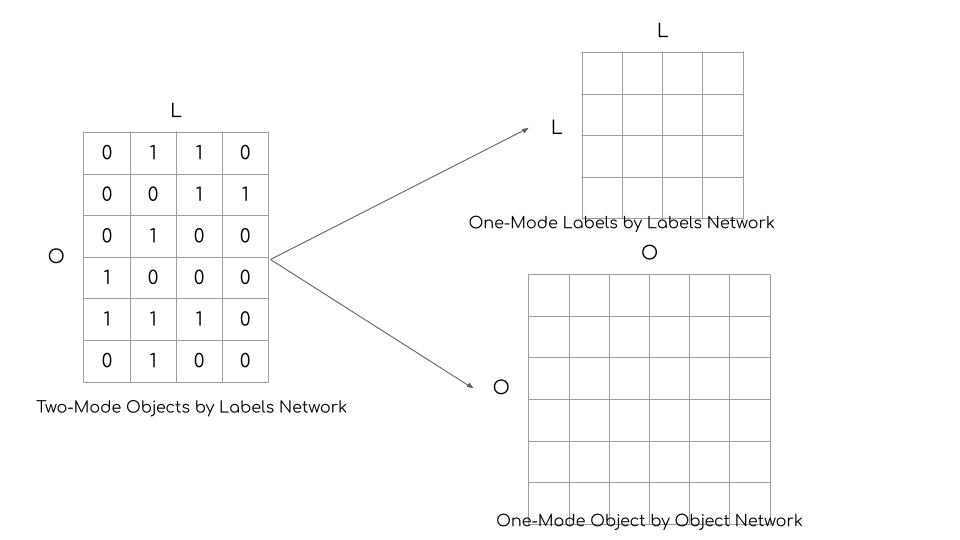 L
0 1 1 0
0 0 1 1
0 1 0 0
O
1 0 0 0
1 1 1 0
0 1 0 0
Two-Mode Objects by Labels Network
L
L
One-Mode Labels by Labels Network
O
O
One-Mode Object by Object Network